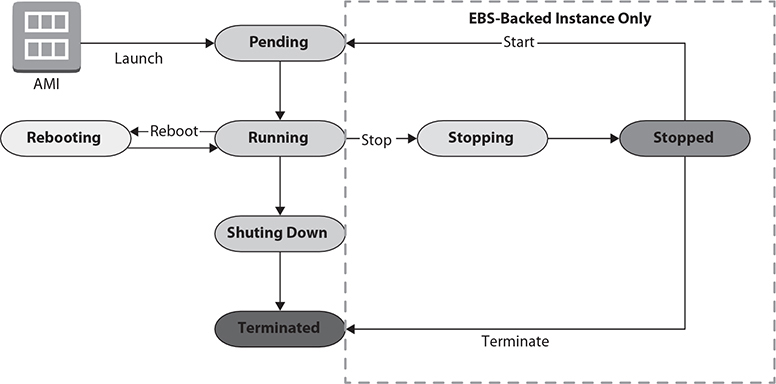 EBS-Backed Instance Only
Pending
Start
Launch
AMI
Rebooting
Reboot
Running
Stop
Stopping
Stopped
Shuting Down
Terminated
Terminate